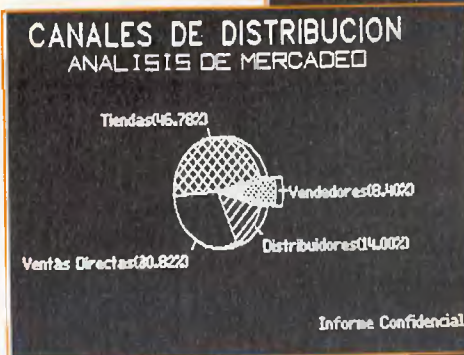 CANALES DE DISTRIBUCION
ANALISIS DE MERCADEO
Tiendas(46.78%)
Vendedores(8.40%)
Distribuidores(14.00%)
Ventas Directas(30.82%)
Informe Confidencial